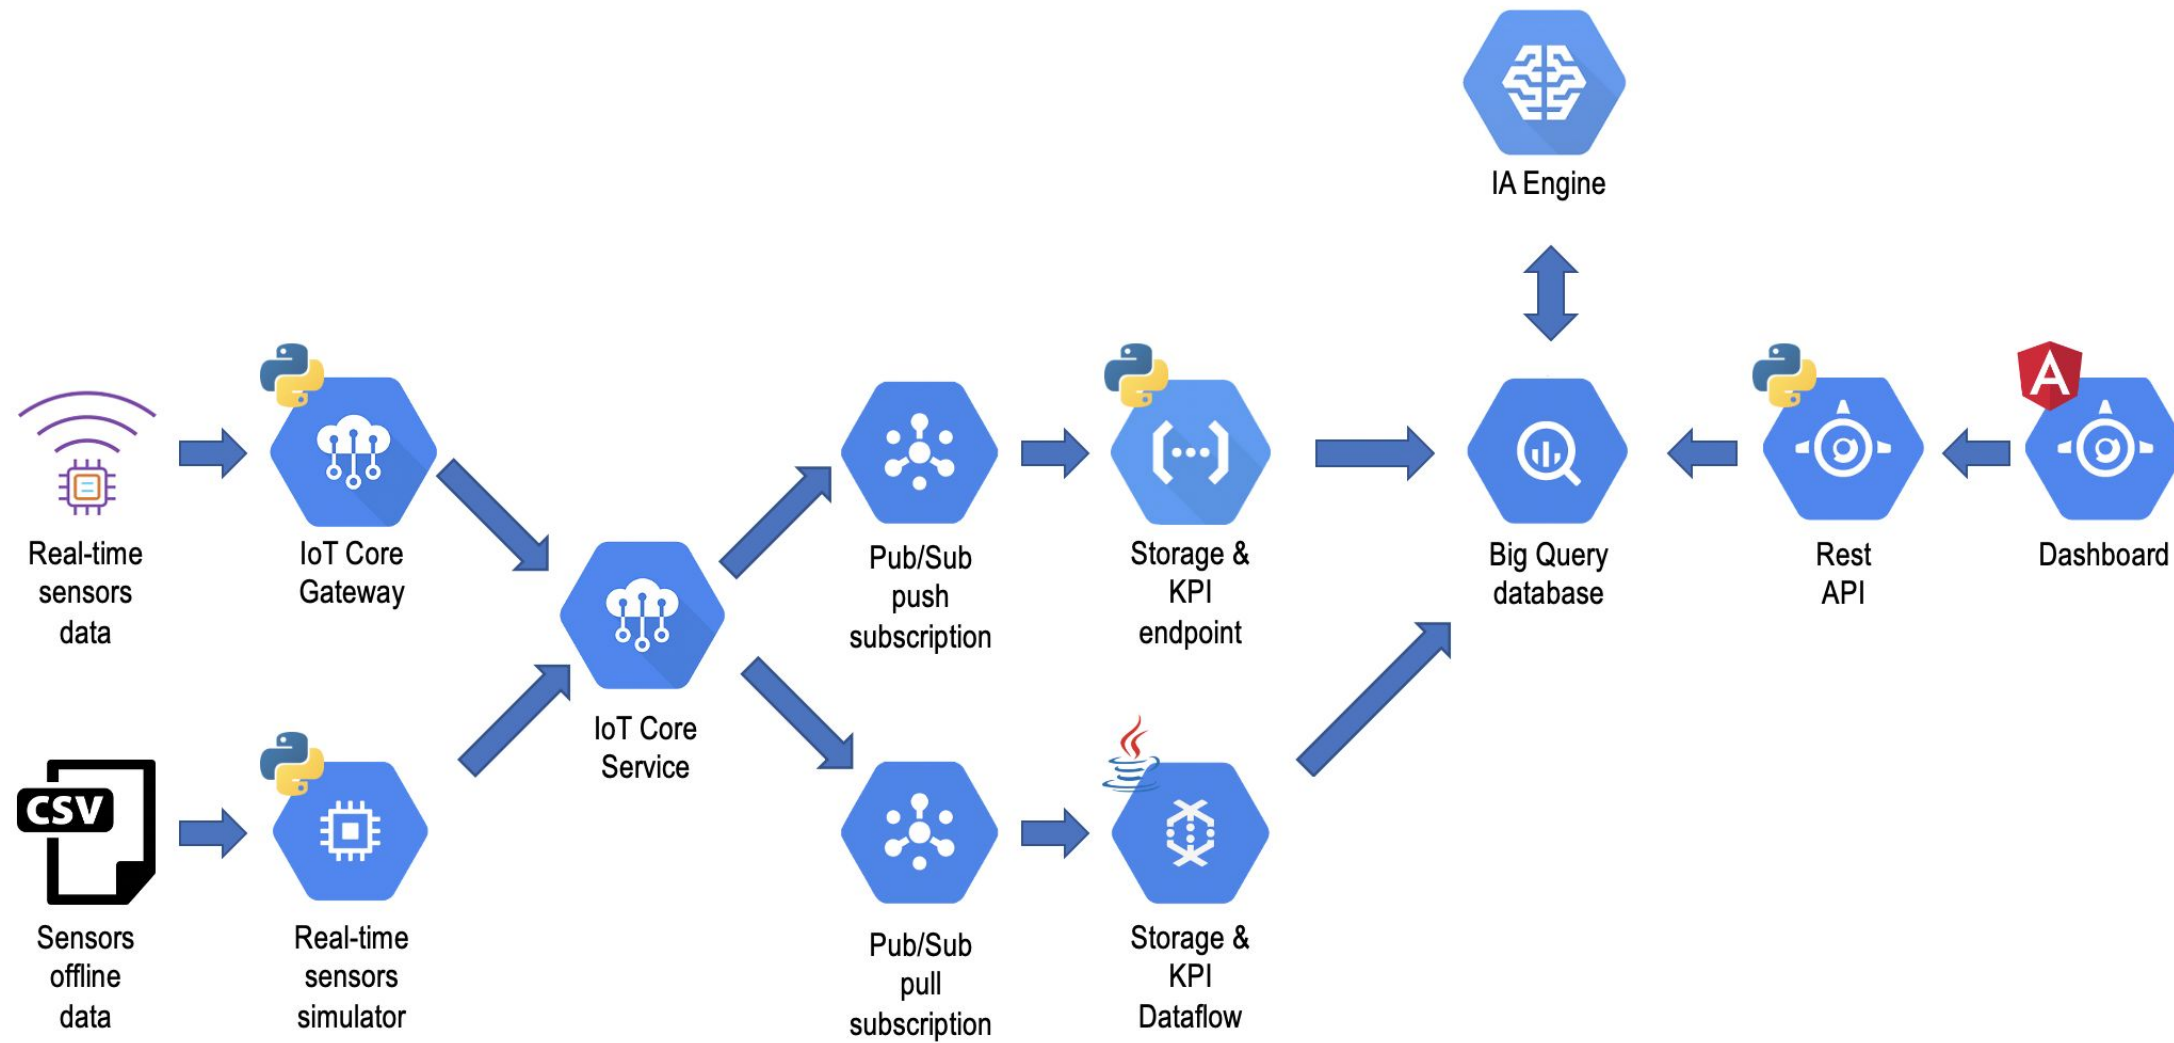 IA Engine
Real-time
sensors
data
IoT Core
Gateway
IoT Core
Service
Pub/Sub
push
subscription
Storage &
KPI
endpoint
Big Query
database
Rest
API
A
Dashboard
CSV
Sensors
offline
data
Real-time
sensors
simulator
Pub/Sub
pull
subscription
Storage &
KPI
Dataflow